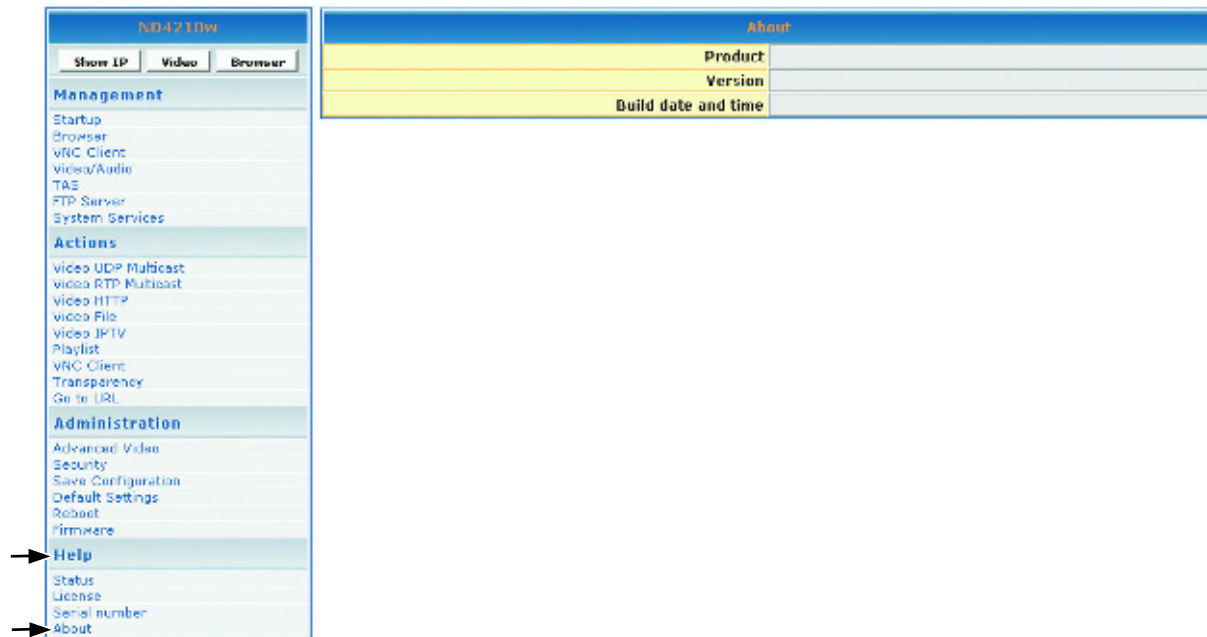 ND4210w
Show IP Video Browser
Management
Startup
Browser
VNC Client
Video/Audio
TAS
FTP Server
System Services
Actions
Video UDP Multicast
Video RTP Multicast
Video HTTP
Video File
Video IPTV
Playlist
VNC Client
Transparency
Go to URL
Administration
Advanced Video
Security
Save Configuration
Default Settings
Reboot
Firmware
Help
Status
License
Serial number
About
About
Product
Version
Build date and time